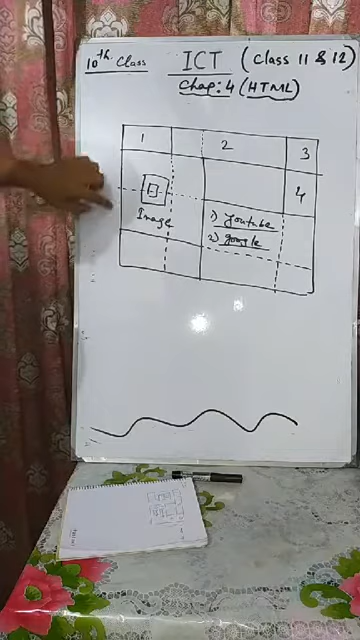 10th Class ICT (Class 11 & 12)
Chap: 4 (HTML)
1 2 3
4
Image
1) Youtube
2) google